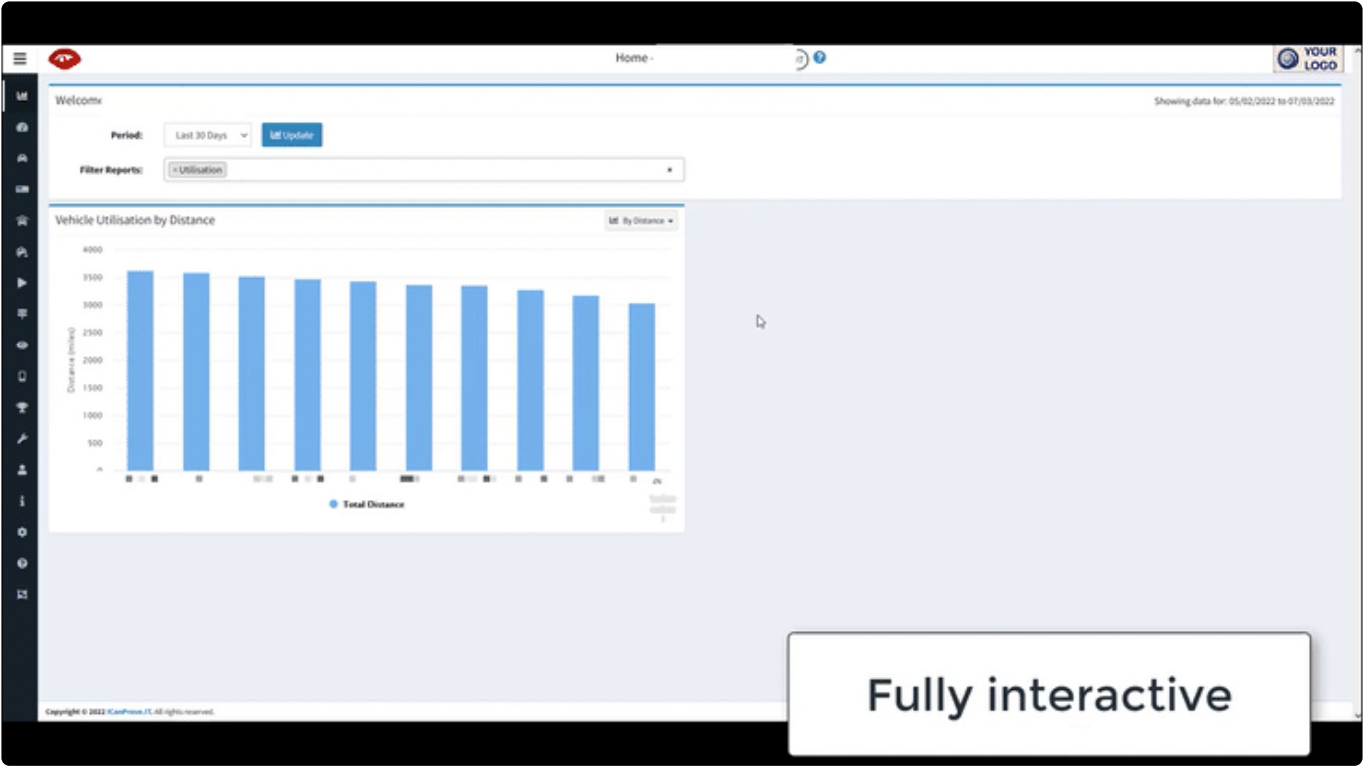 Home -
YOUR
LOGO
Welcome
Showing data for: 05/02/2022 to 07/03/2022
Period:
Last 30 Days
Update
Filter Reports:
× Utilisation
×
Vehicle Utilisation by Distance
By Distance
4000
3500
3000
2500
2000
1500
1000
500
0
Distance (miles)
Total Distance
Fully interactive
Copyright © 2022 ICanProve.IT. All rights reserved.